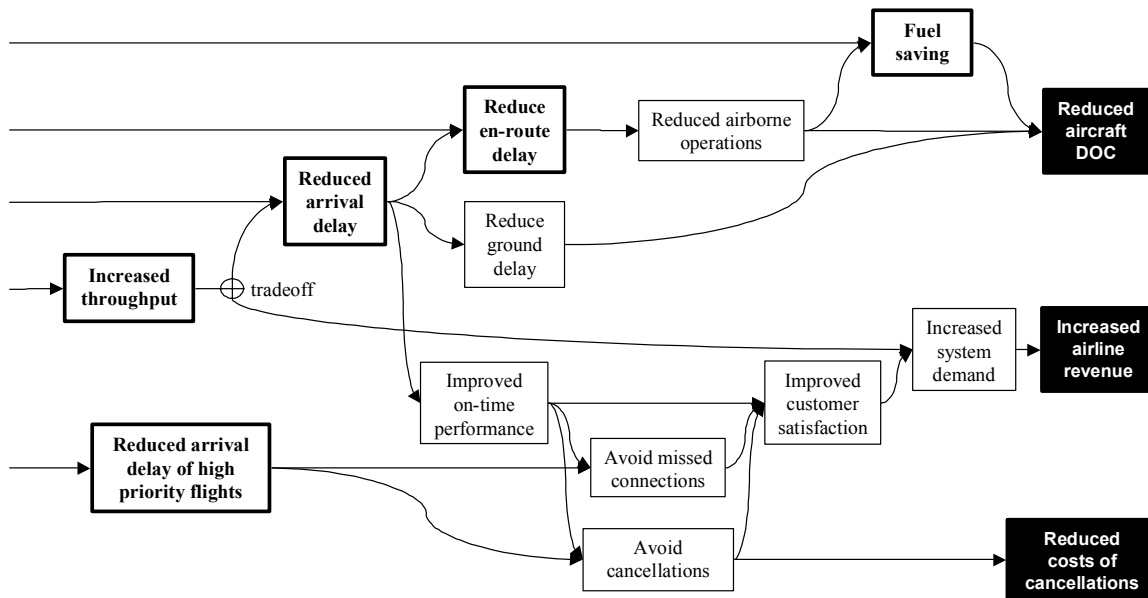 Fuel
saving
Reduced
aircraft
DOC
Reduce
en-route
delay
Reduced airborne
operations
Reduced
arrival
delay
Reduce
ground
delay
Increased
throughput
tradeoff
Increased
system
demand
Increased
airline
revenue
Improved
on-time
performance
Improved
customer
satisfaction
Reduced arrival
delay of high
priority flights
Avoid missed
connections
Avoid
cancellations
Reduced
costs of
cancellations